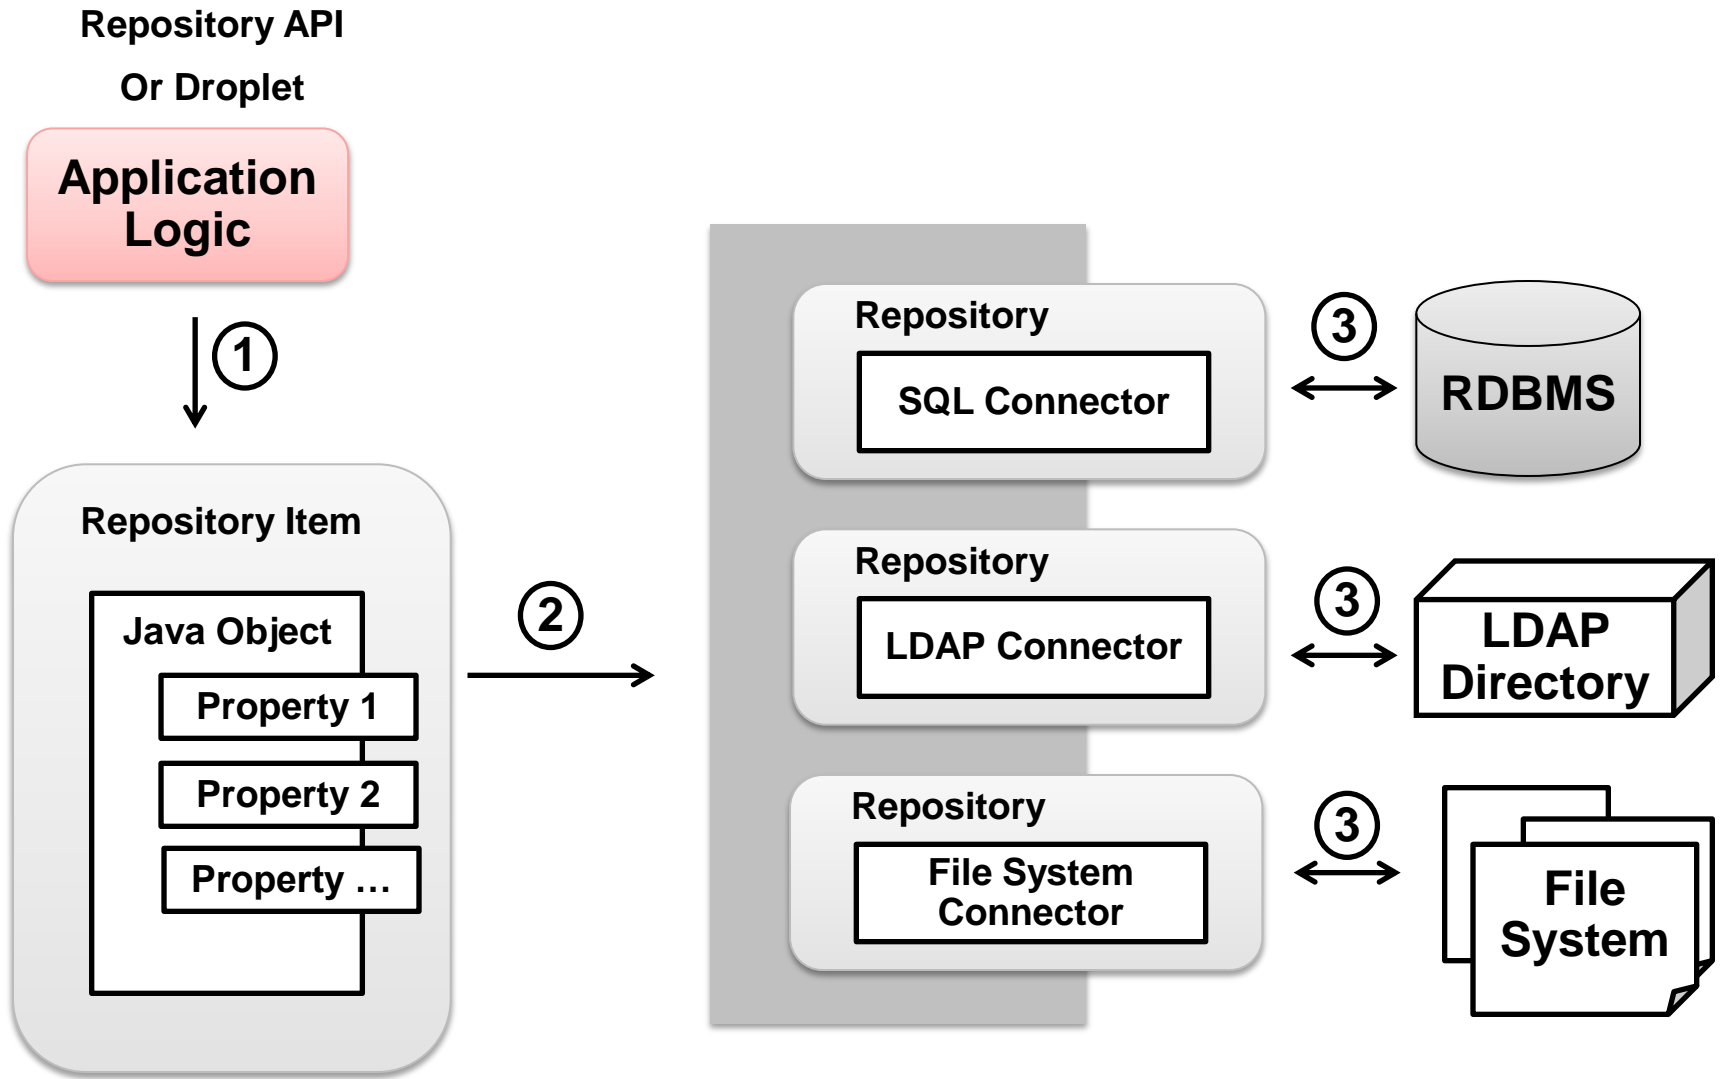 Repository API
Or Droplet
Application
Logic
1
Repository Item
Java Object
Property 1
Property 2
Property …
2
Repository
SQL Connector
3
RDBMS
Repository
LDAP Connector
3
LDAP
Directory
Repository
File System
Connector
3
File
System